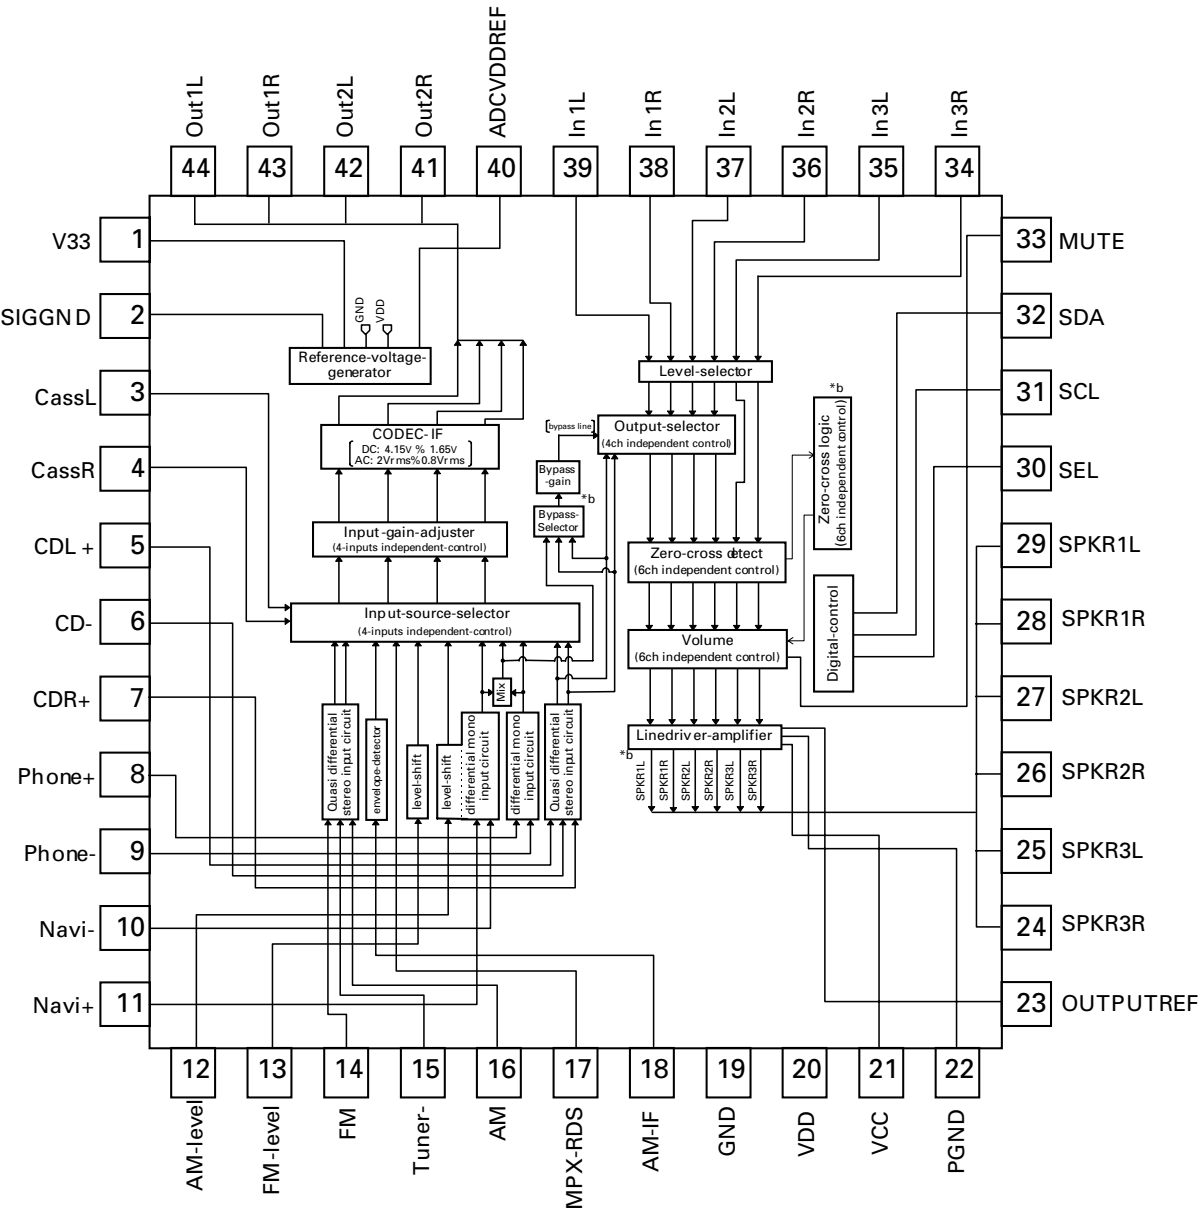 Out1L
Out1R
Out2L
Out2R
ADCVDDREF
In1L
In1R
In2L
In2R
In3L
In3R
44
43
42
41
40
39
38
37
36
35
34
V33
1
SIGGND
2
CassL
3
CassR
4
CDL+
5
CD-
6
CDR+
7
Phone+
8
Phone-
9
Navi-
10
Navi+
11
33
MUTE
32
SDA
31
SCL
30
SEL
29
SPKR1L
28
SPKR1R
27
SPKR2L
26
SPKR2R
25
SPKR3L
24
SPKR3R
23
OUTPUTREF
GND
VDD
Reference-voltage-
generator
CODEC-IF
DC: 4.15v % 1.65v
AC: 2Vrms%0.8Vrms
Input-gain-adjuster
(4-inputs independent-control)
Input-source-selector
(4-inputs independent-control)
Level-selector
[bypass line]
Output-selector
(4ch independent control)
Bypass
-gain
*b
Bypass-
Selector
*b
Zero-cross logic
(6ch independent control)
Zero-cross detect
(6ch independent control)
Volume
(6ch independent control)
Digital-control
Mix
Quasi differential
stereo input circuit
envelope-detector
level-shift
level-shift
differential mono
input circuit
differential mono
input circuit
Quasi differential
stereo input circuit
Linedriver-amplifier
*b
SPKR1L
SPKR1R
SPKR2L
SPKR2R
SPKR3L
SPKR3R
12
13
14
15
16
17
18
19
20
21
22
AM-level
FM-level
FM
Tuner-
AM
MPX-RDS
AM-IF
GND
VDD
VCC
PGND